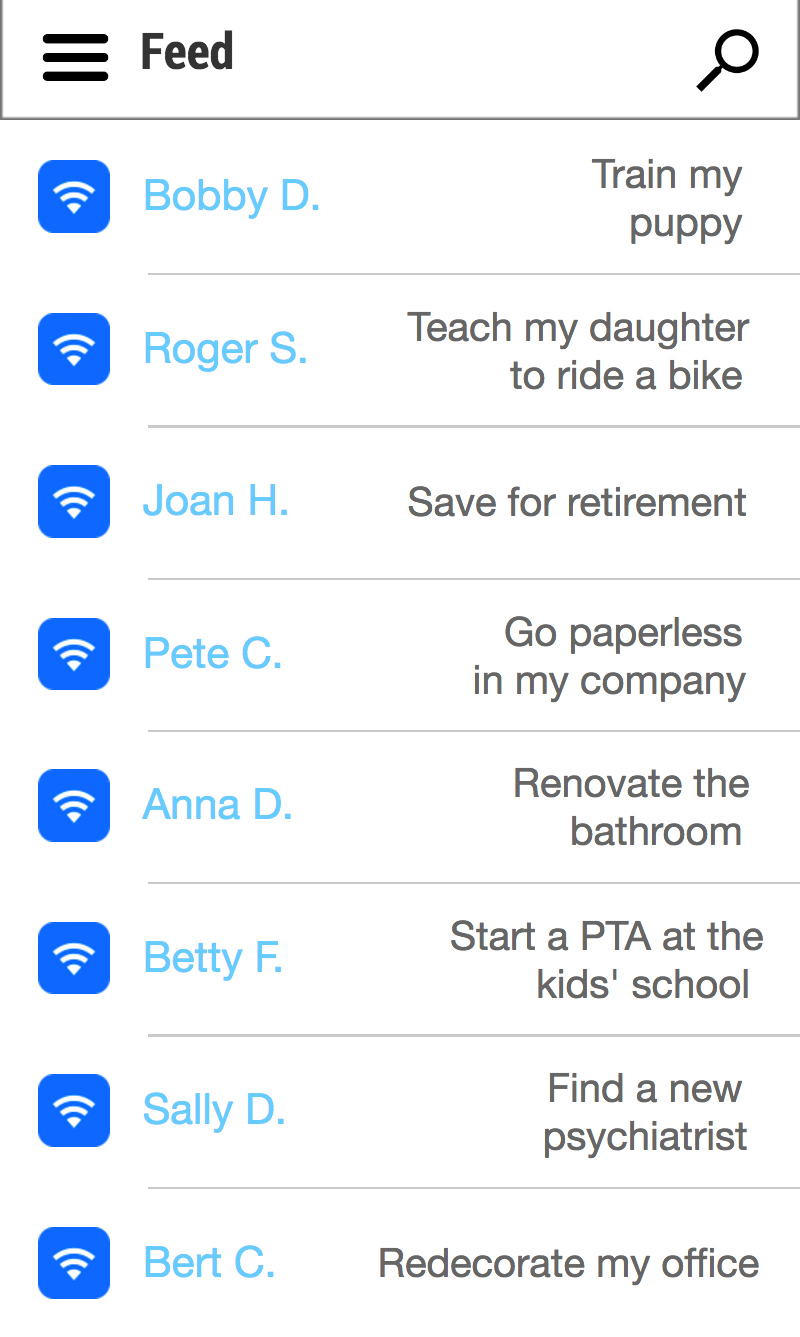 Feed
Bobby D.
Train my
puppy
Roger S.
Teach my daughter
to ride a bike
Joan H.
Save for retirement
Pete C.
Go paperless
in my company
Anna D.
Renovate the
bathroom
Betty F.
Start a PTA at the
kids' school
Sally D.
Find a new
psychiatrist
Bert C.
Redecorate my office